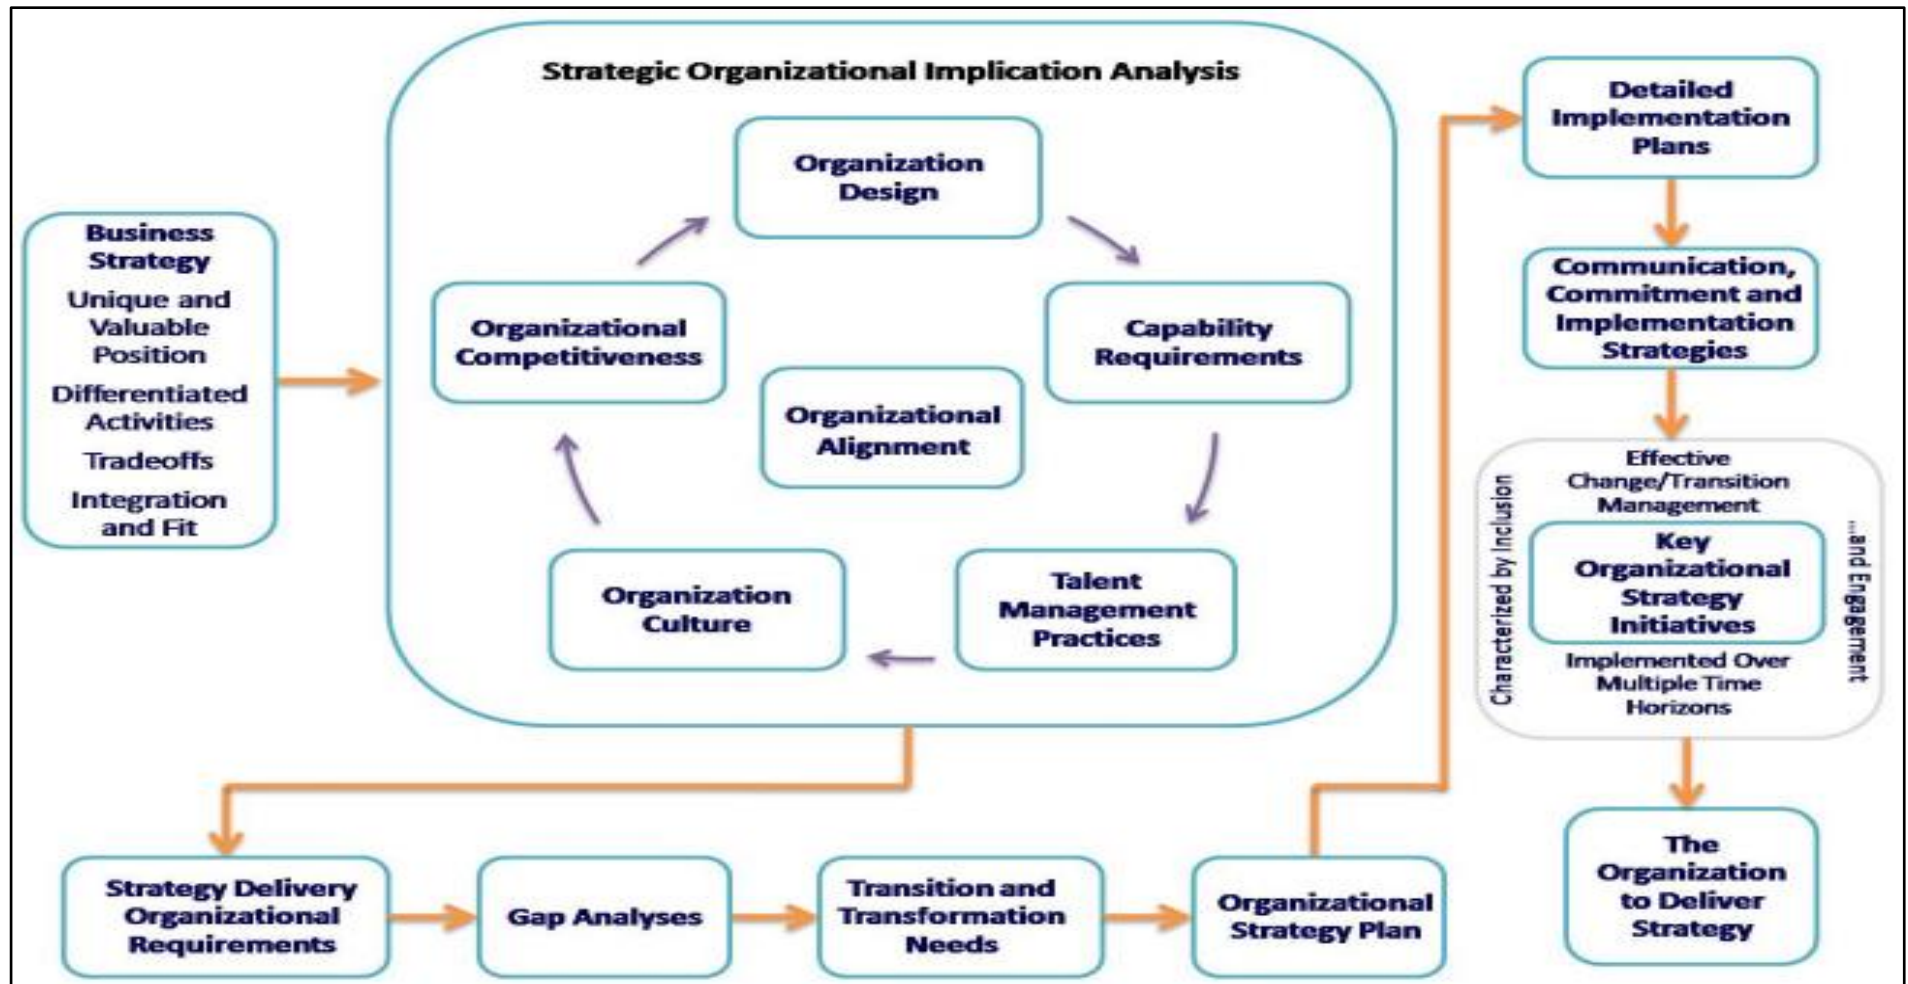 Strategic Organizational Implication Analysis
Business
Strategy
Unique and
Valuable
Position
Differentiated
Activities
Tradeoffs
Integration
and Fit
Organization
Design
Capability
Requirements
Talent
Management
Practices
Organization
Culture
Organizational
Competitiveness
Organizational
Alignment
Strategy Delivery
Organizational
Requirements
Gap Analyses
Transition and
Transformation
Needs
Organizational
Strategy Plan
Detailed
Implementation
Plans
Communication,
Commitment and
Implementation
Strategies
Effective
Change/Transition
Management
Characterized by Inclusion
Key
Organizational
Strategy
Initiatives
...and Engagement
Implemented Over
Multiple Time
Horizons
The
Organization
to Deliver
Strategy